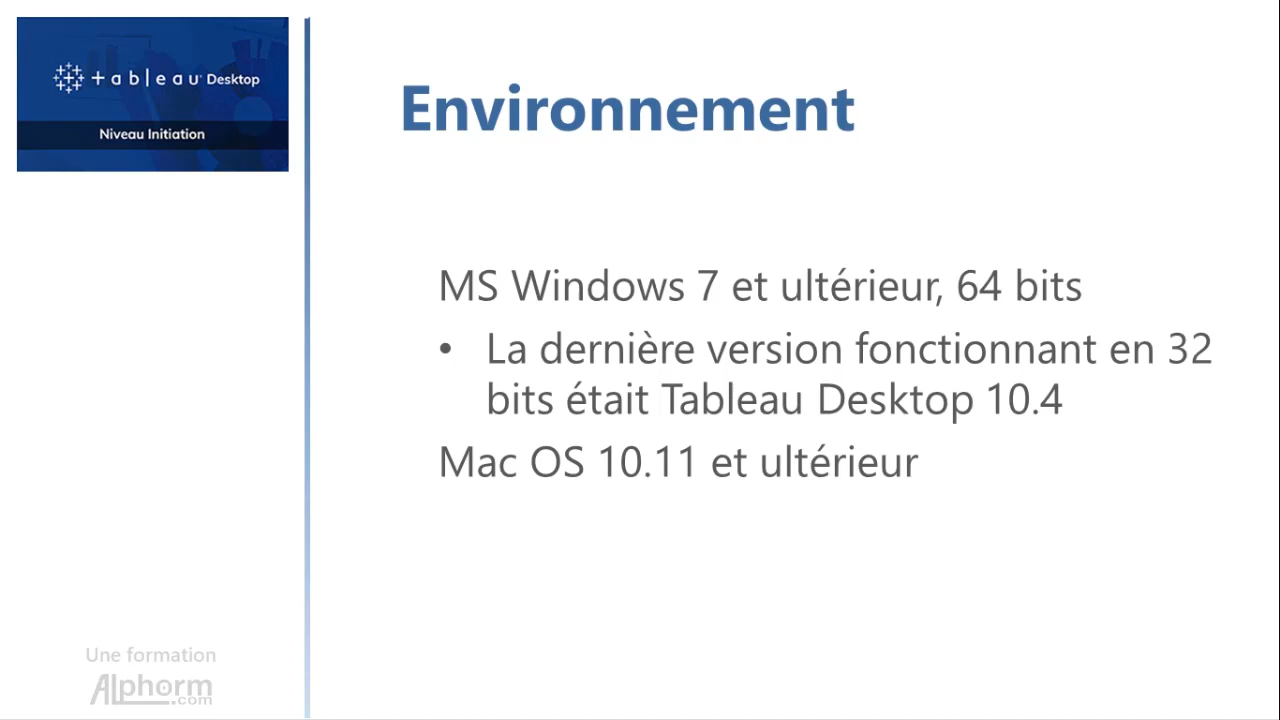 + a b l e a u Desktop
Niveau Initiation
Environnement
MS Windows 7 et ultérieur, 64 bits
• La dernière version fonctionnant en 32
bits était Tableau Desktop 10.4
Mac OS 10.11 et ultérieur
Une formation
Alphorm
.com